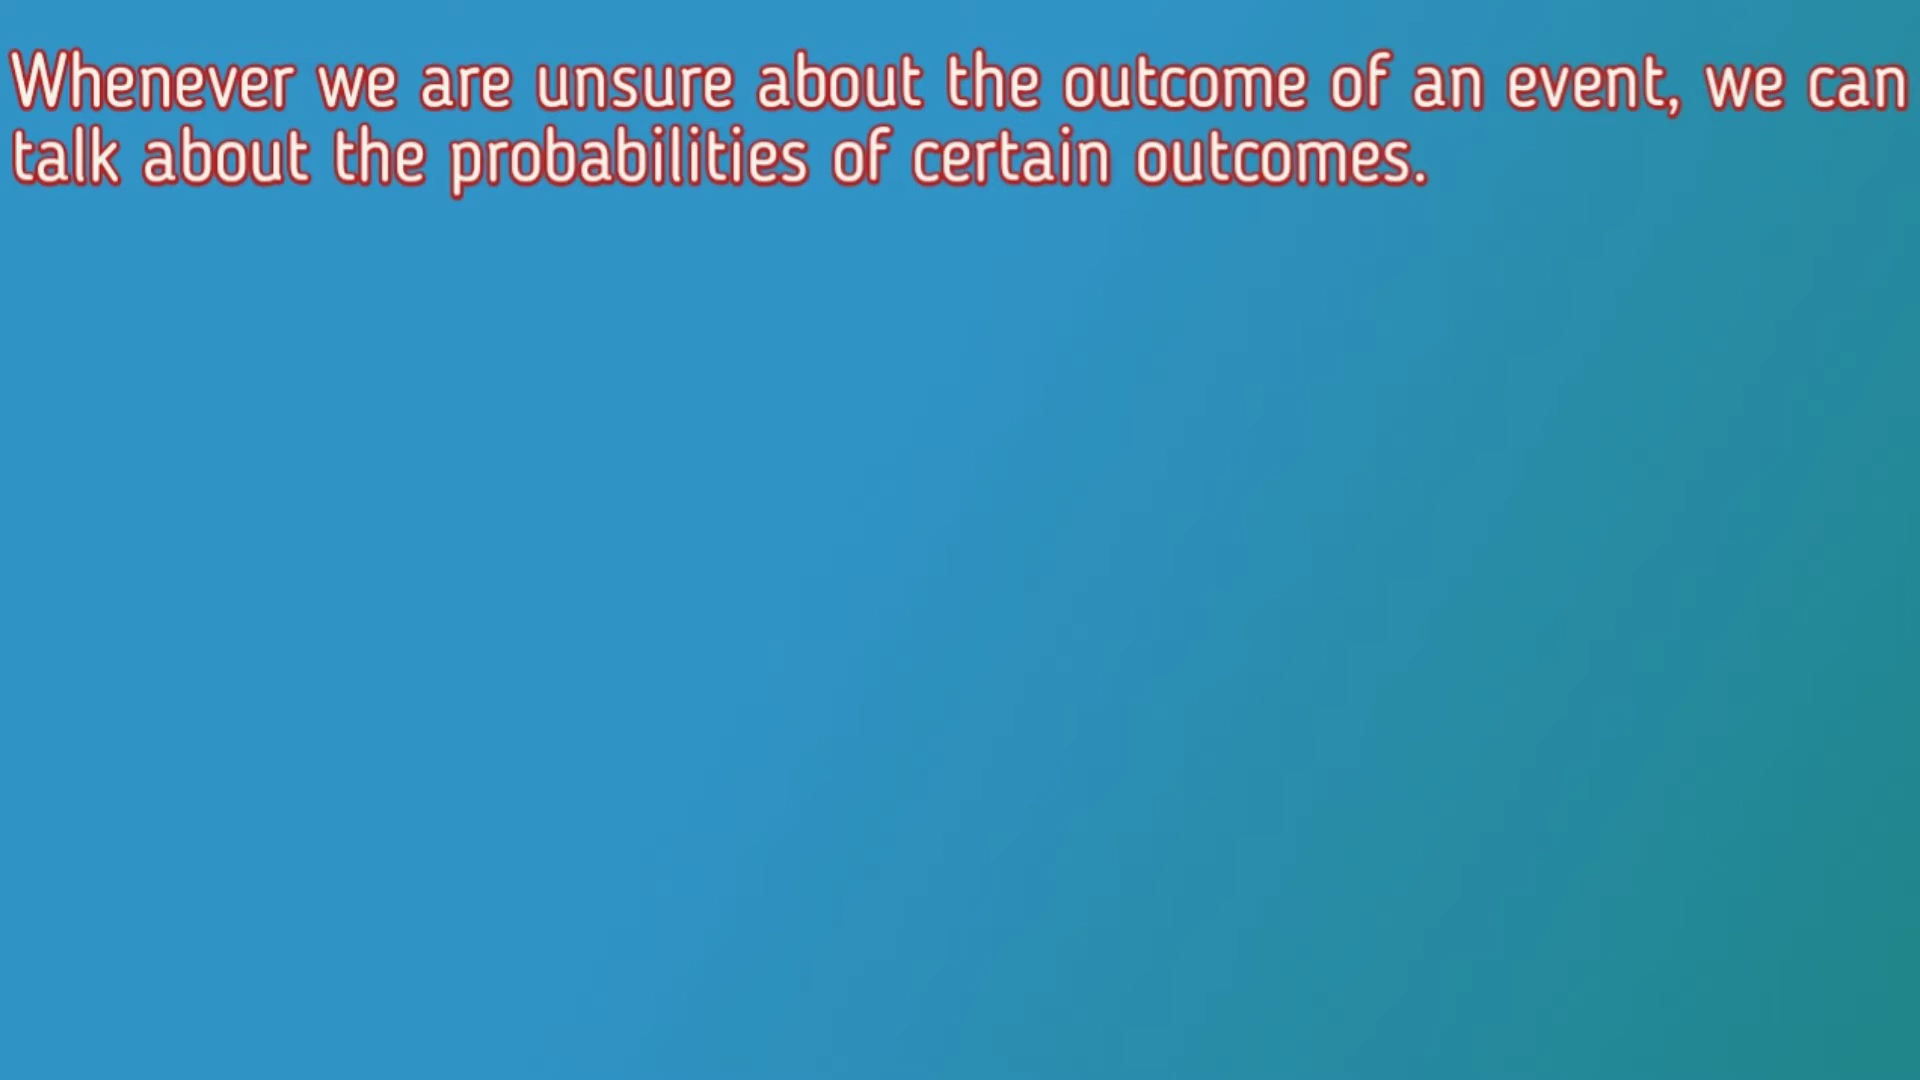 Whenever we are unsure about the outcome of an event, we can
talk about the probabilities of certain outcomes.